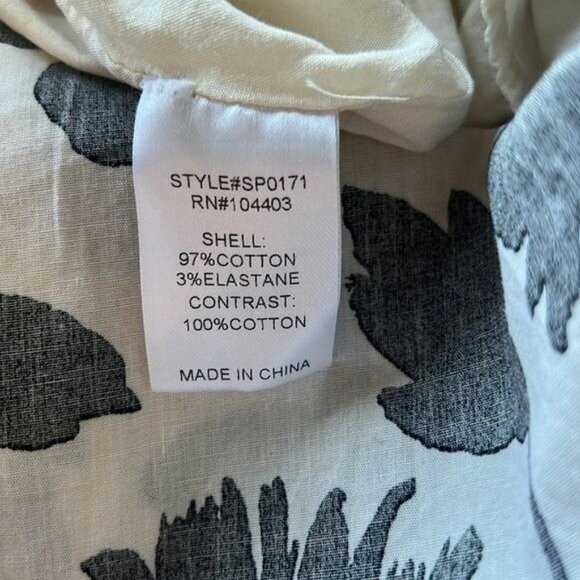 STYLE#SP0171
RN#104403
SHELL:
97%COTTON
3%ELASTANE
CONTRAST:
100%COTTON
MADE IN CHINA